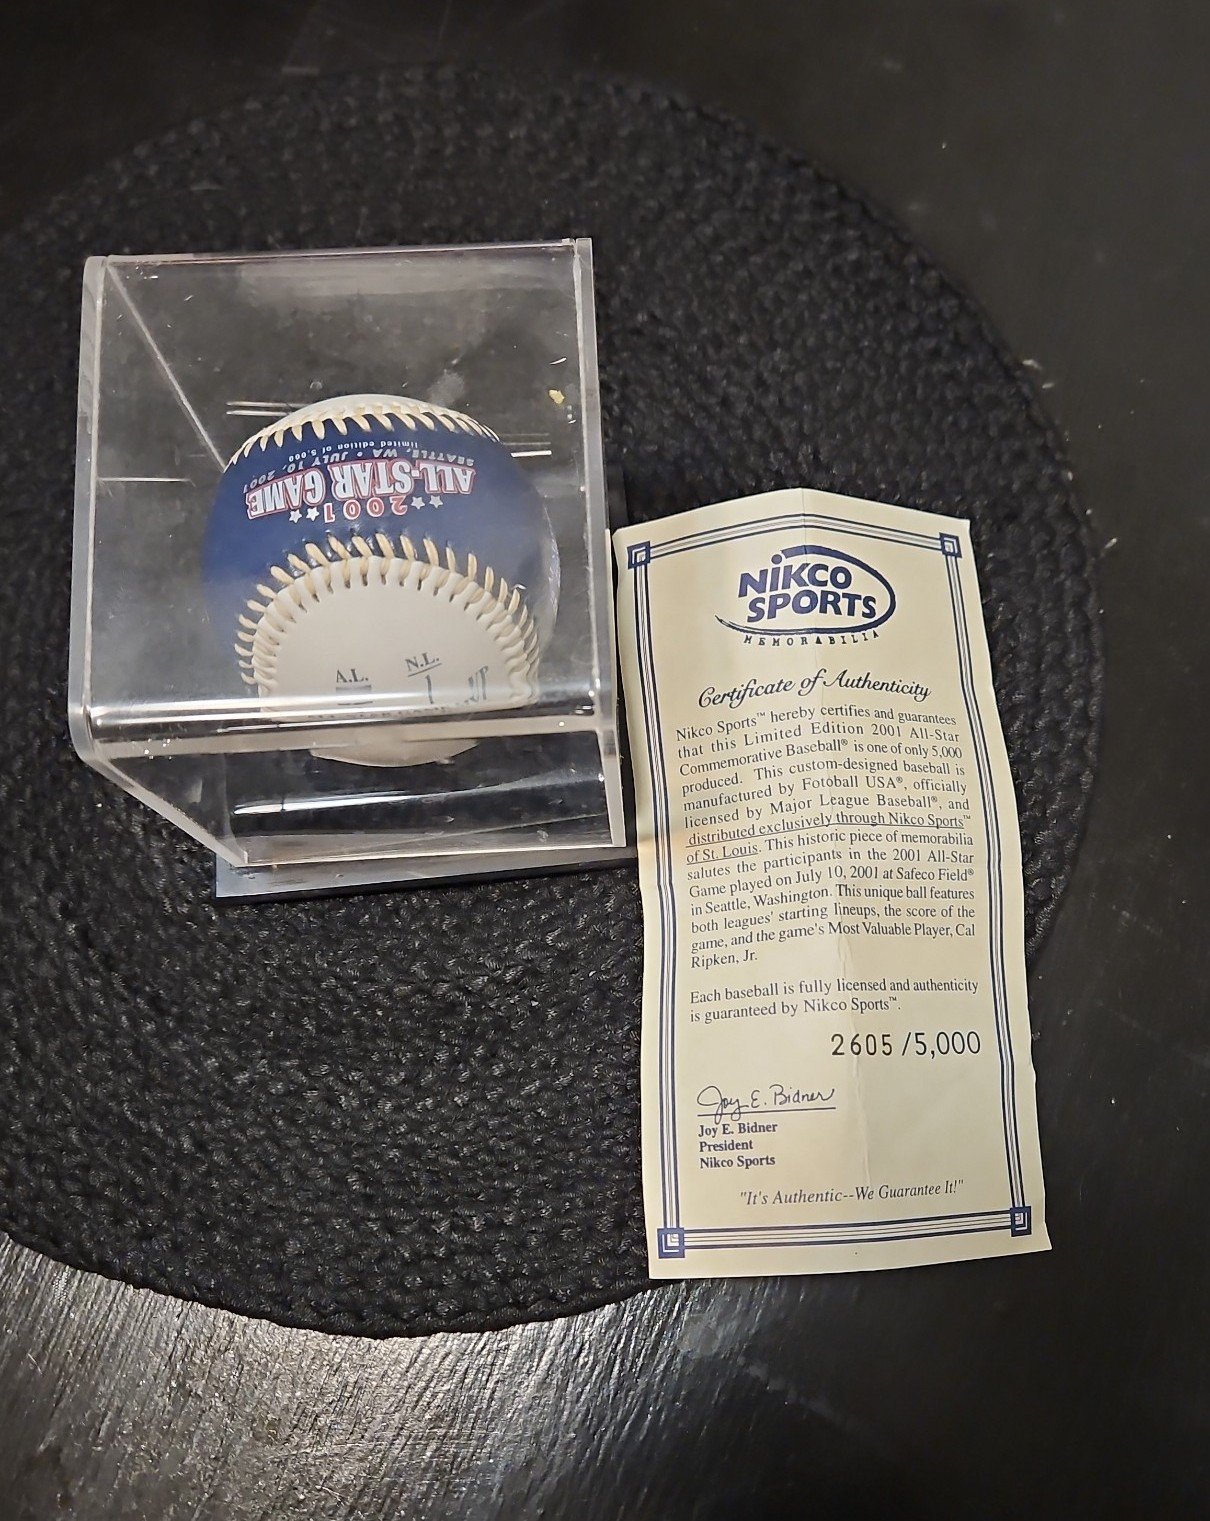 2001
ALL-STAR GAME
SEATTLE, WA • JULY 10, 2001
limited edition of 5,000
A.L.
N.L.
1
NIKCO
SPORTS
MEMORABILIA
Certificate of Authenticity
Nikco Sports™ hereby certifies and guarantees
that this Limited Edition 2001 All-Star
Commemorative Baseball® is one of only 5,000
produced. This custom-designed baseball is
manufactured by Fotoball USA®, officially
licensed by Major League Baseball®, and
distributed exclusively through Nikco Sports™
of St. Louis. This historic piece of memorabilia
salutes the participants in the 2001 All-Star
Game played on July 10, 2001 at Safeco Field®
in Seattle, Washington. This unique ball features
both leagues' starting lineups, the score of the
game, and the game's Most Valuable Player, Cal
Ripken, Jr.
Each baseball is fully licensed and authenticity
is guaranteed by Nikco Sports™.
2605/5,000
Joy E. Bidner
Joy E. Bidner
President
Nikco Sports
"It's Authentic--We Guarantee It!"